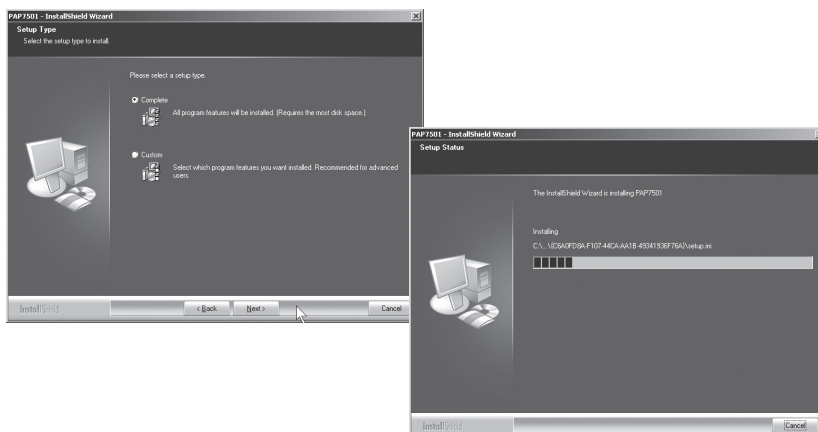 PAP7501 - InstallShield Wizard
Setup Type
Select the setup type to install.
Please select a setup type.
Complete
All program features will be installed. (Requires the most disk space.)
Custom
Select which program features you want installed. Recommended for advanced
users.
InstallShield
< Back
Next >
Cancel
PAP7501 - InstallShield Wizard
Setup Status
The InstallShield Wizard is installing PAP7501
Installing
C:\...\{C6A0FD8A-F107-44CA-AA1B-49341936F76A}\setup.ini
InstallShield
Cancel